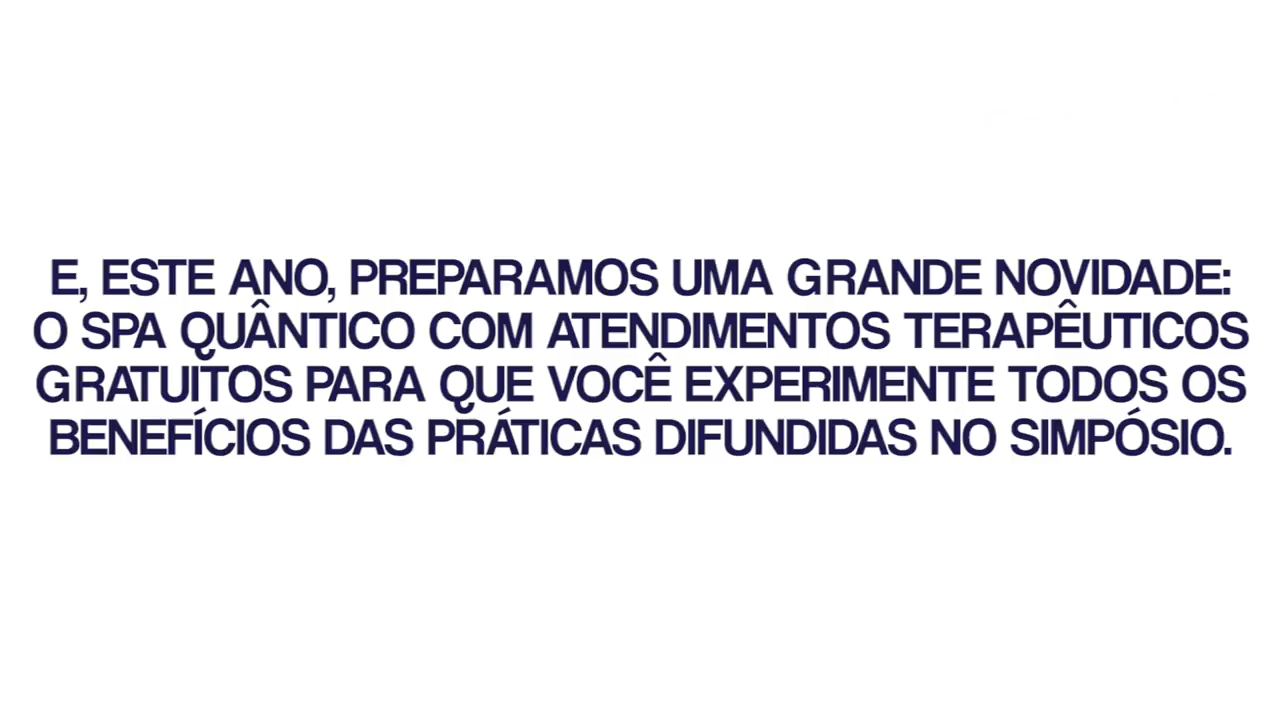 E, ESTE ANO, PREPARAMOS UMA GRANDE NOVIDADE:
O SPA QUÂNTICO COM ATENDIMENTOS TERAPÊUTICOS
GRATUITOS PARA QUE VOCÊ EXPERIMENTE TODOS OS
BENEFÍCIOS DAS PRÁTICAS DIFUNDIDAS NO SIMPÓSIO.